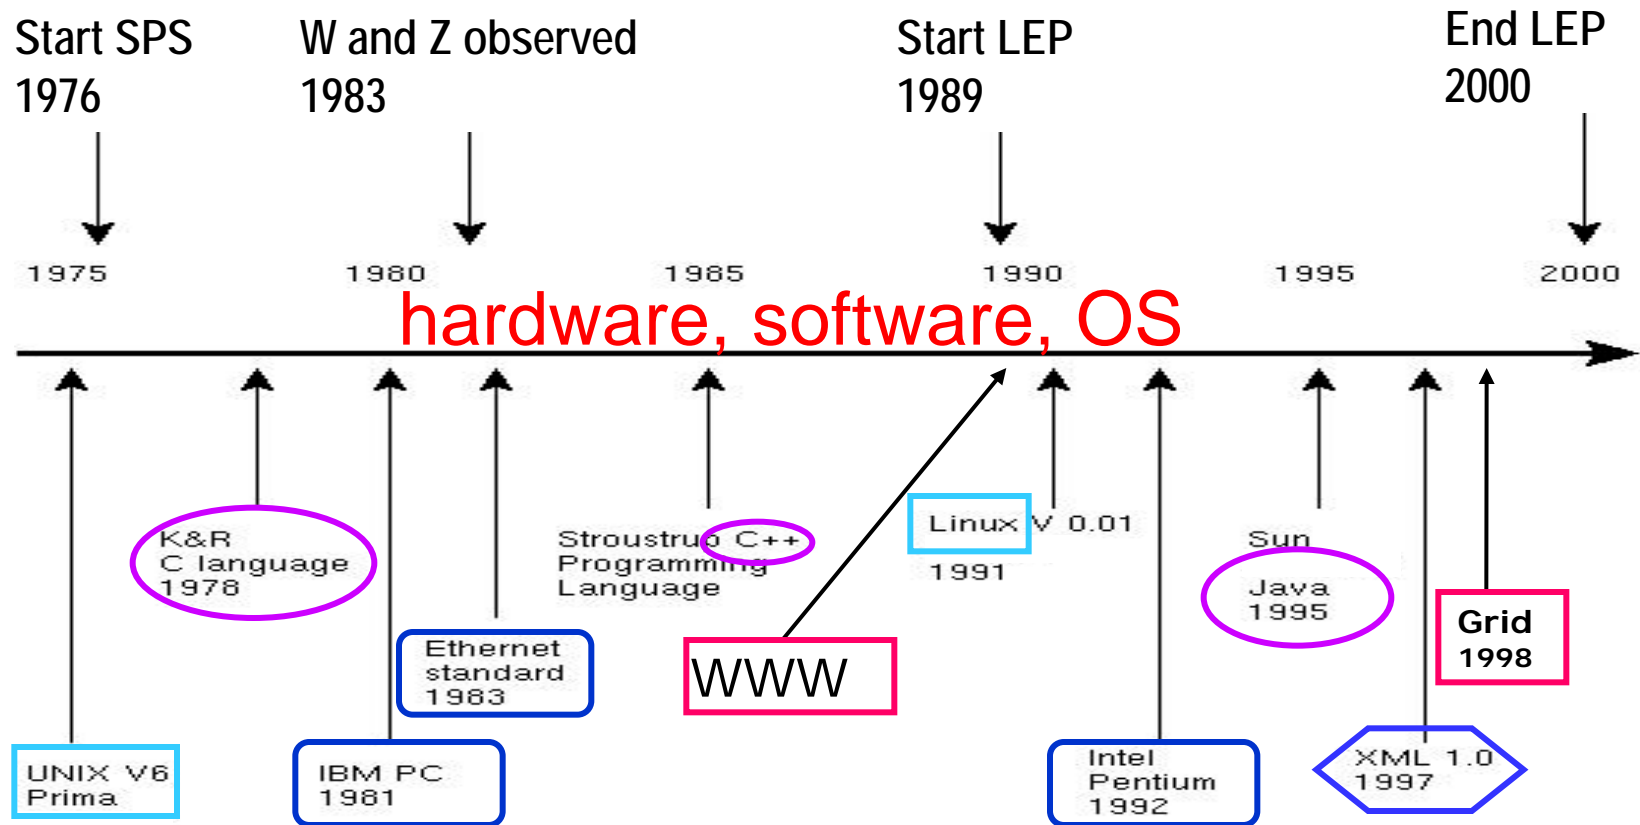 Start SPS
1976
W and Z observed
1983
Start LEP
1989
End LEP
2000
1975
1980
1985
1990
1995
2000
hardware, software, OS
K&R
C language
1978
Stroustrup C++
Programming
Language
Linux V 0.01
1991
Sun
Java
1995
Ethernet
standard
1983
WWW
Grid
1998
UNIX V6
Prima
IBM PC
1981
Intel
Pentium
1992
XML 1.0
1997